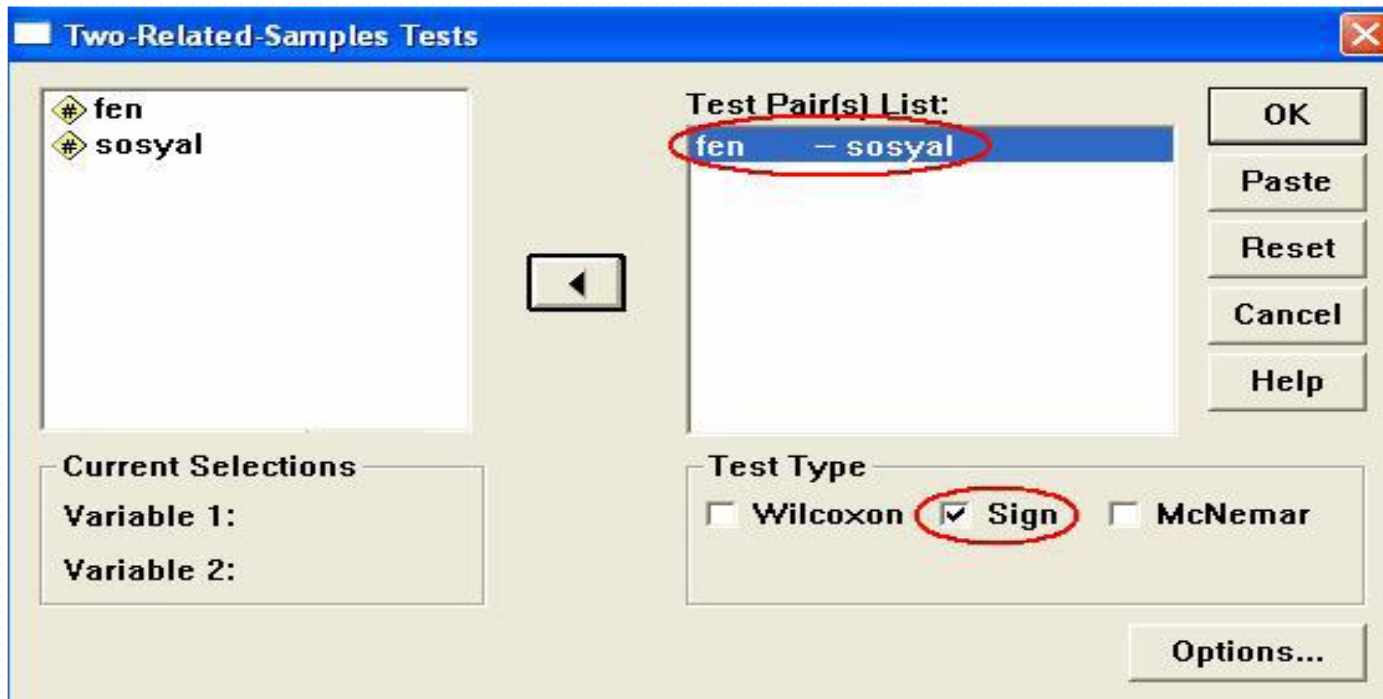 Two-Related-Samples Tests
fen
sosyal
Test Pair(s) List:
fen – sosyal
OK
Paste
Reset
Cancel
Help
Current Selections
Variable 1:
Variable 2:
Test Type
Wilcoxon Sign McNemar
Options...